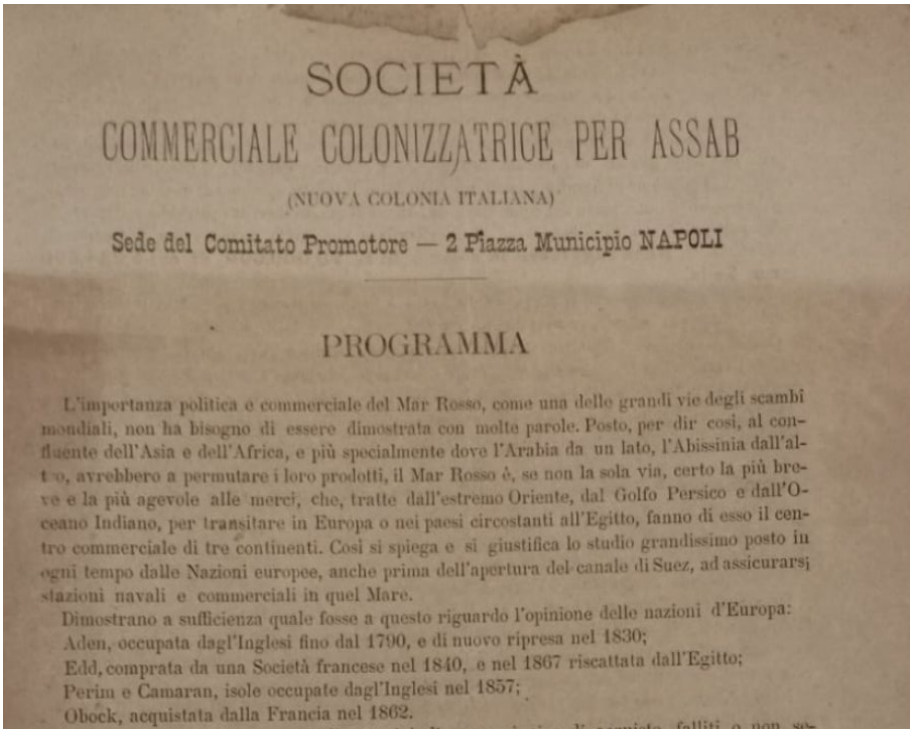 SOCIETÀ
COMMERCIALE COLONIZZATRICE PER ASSAB
(NUOVA COLONIA ITALIANA)
Sede del Comitato Promotore — 2 Piazza Municipio NAPOLI
PROGRAMMA
L'importanza politica e commerciale del Mar Rosso, come una delle grandi vie degli scambî
mondiali, non ha bisogno di essere dimostrata con molte parole. Posto, per dir così, al con-
fluente dell'Asia e dell'Africa, e più specialmente dove l'Arabia da un lato, l'Abissinia dall'al-
tro, avrebbero a permutare i loro prodotti, il Mar Rosso è, se non la sola via, certo la più bre-
ve e la più agevole alle merci, che, tratte dall'estremo Oriente, dal Golfo Persico e dall'O-
ceano Indiano, per transitare in Europa o nei paesi circostanti all'Egitto, fanno di esso il cen-
tro commerciale di tre continenti. Così si spiega e si giustifica lo studio grandissimo posto in
ogni tempo dalle Nazioni europee, anche prima dell'apertura del canale di Suez, ad assicurarsi
stazioni navali e commerciali in quel Mare.
Dimostrano a sufficienza quale fosse a questo riguardo l'opinione delle nazioni d'Europa:
Aden, occupata dagl'Inglesi fino dal 1790, e di nuovo ripresa nel 1830;
Edd, comprata da una Società francese nel 1840, e nel 1867 riscattata dall'Egitto;
Perim e Camaran, isole occupate dagl'Inglesi nel 1857;
Obock, acquistata dalla Francia nel 1862.
falliti o non se-